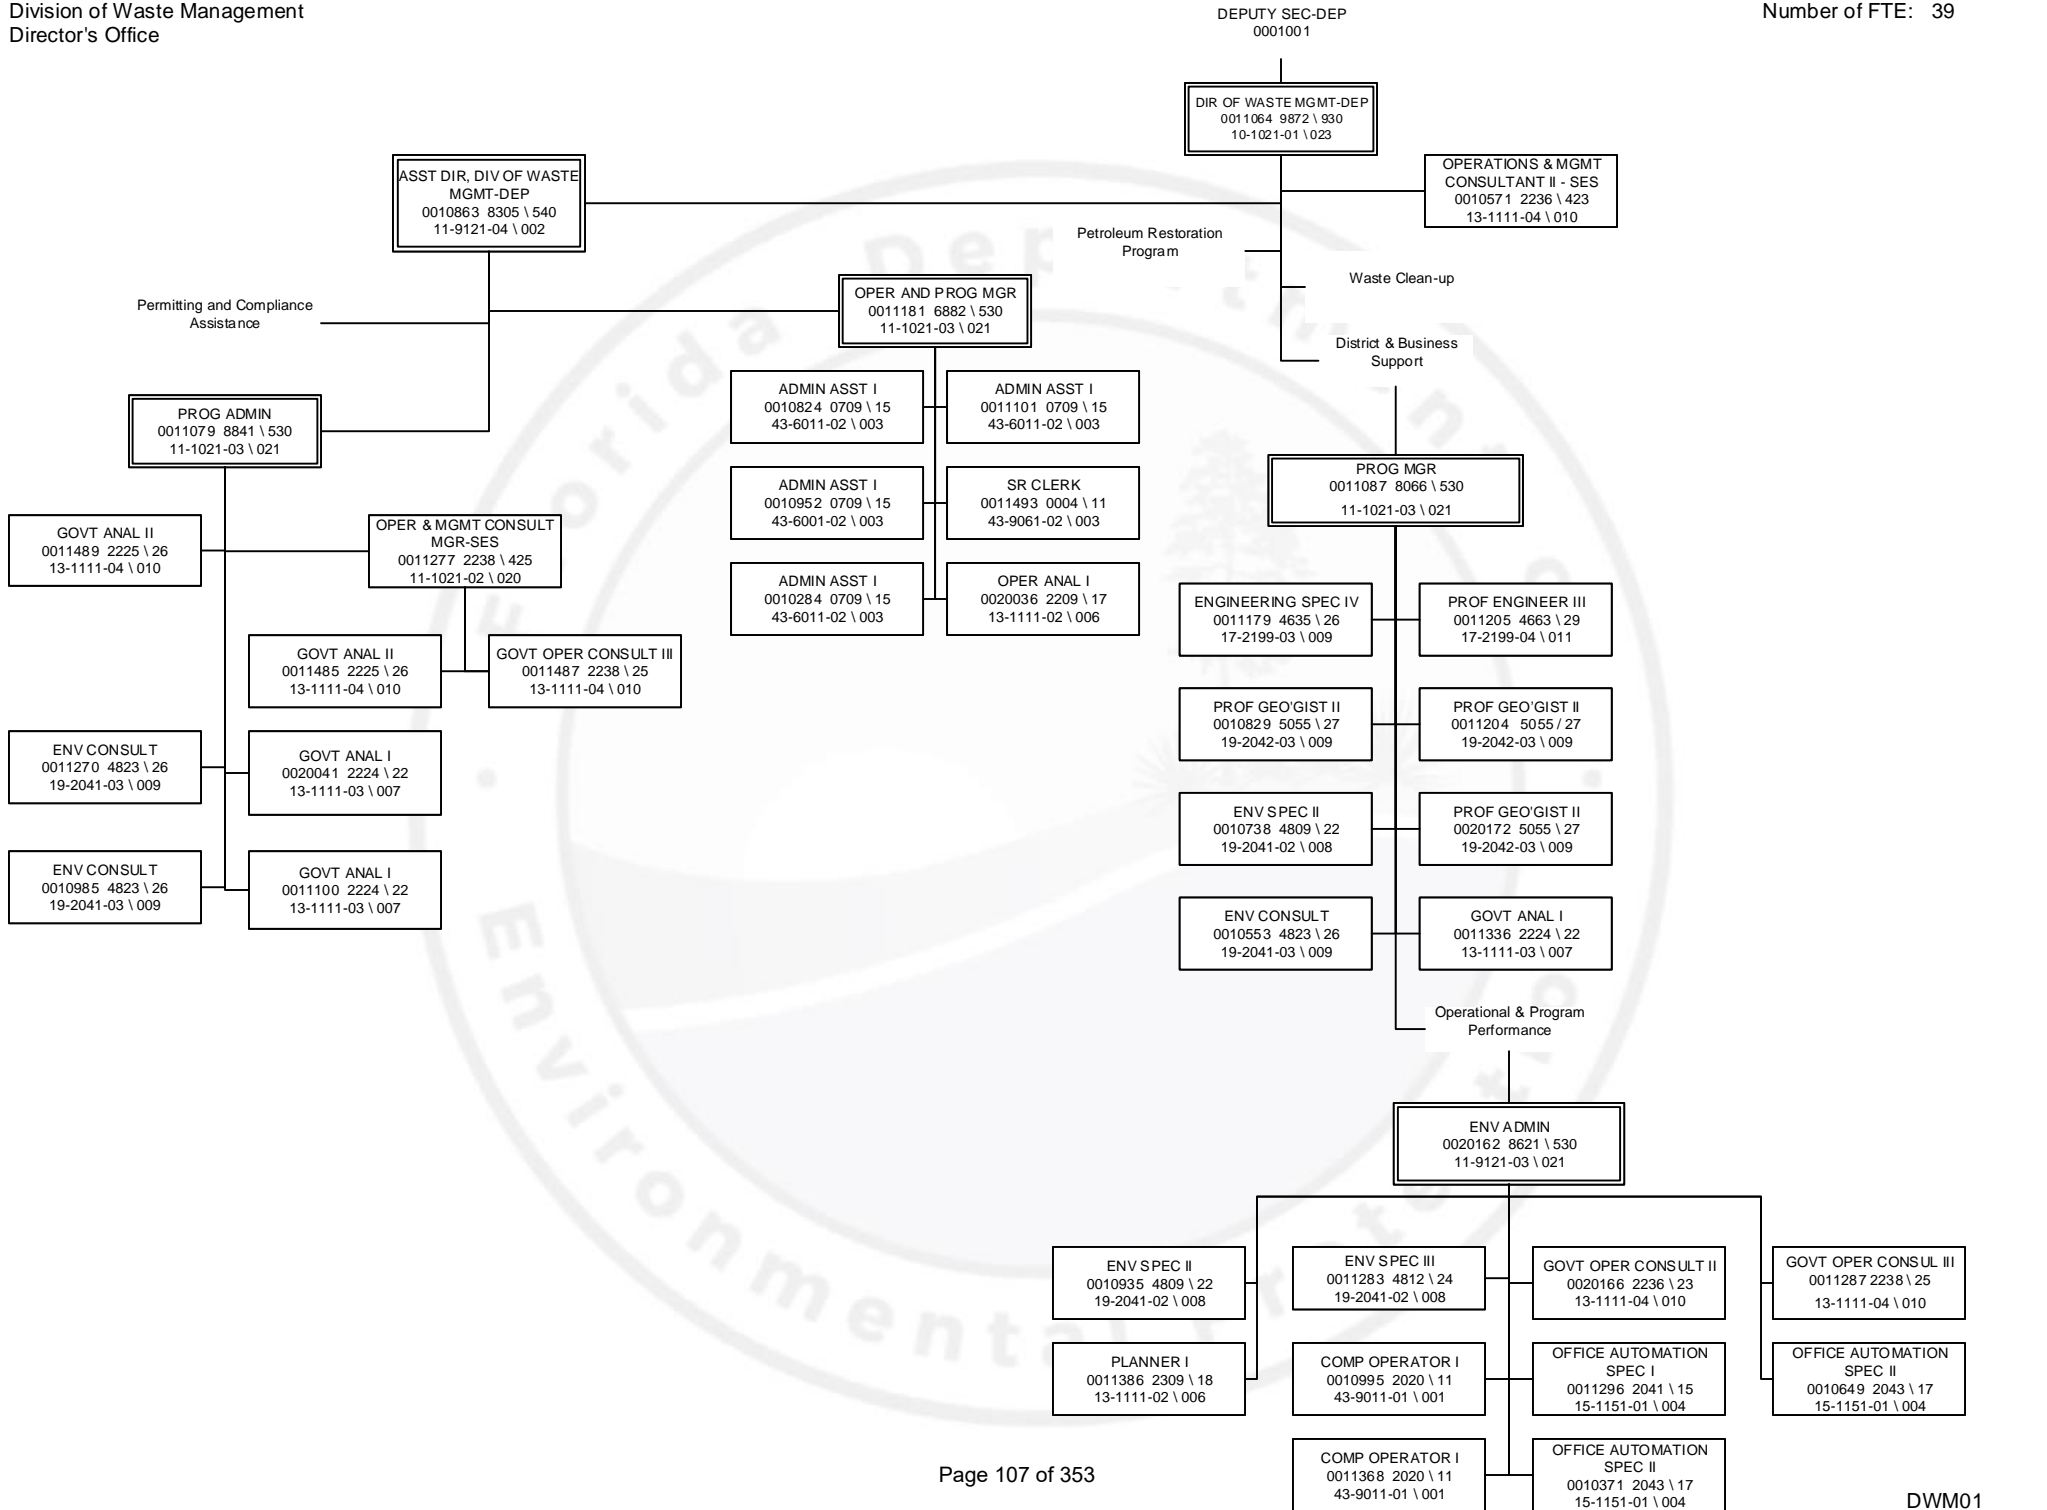 Division of Waste Management
Director's Office
DEPUTY SEC-DEP
0001001
Number of FTE: 39
DIR OF WASTE MGMT-DEP
0011064 9872 \ 930
10-1021-01 \ 023
ASST DIR, DIV OF WASTE
MGMT-DEP
0010863 8305 \ 540
11-9121-04 \ 002
OPERATIONS & MGMT
CONSULTANT II - SES
0010571 2236 \ 423
13-1111-04 \ 010
Petroleum Restoration
Program
Waste Clean-up
District & Business
Support
Permitting and Compliance
Assistance
OPER AND PROG MGR
0011181 6882 \ 530
11-1021-03 \ 021
ADMIN ASST I
0010824 0709 \ 15
43-6011-02 \ 003
ADMIN ASST I
0011101 0709 \ 15
43-6011-02 \ 003
ADMIN ASST I
0010952 0709 \ 15
43-6001-02 \ 003
SR CLERK
0011493 0004 \ 11
43-9061-02 \ 003
ADMIN ASST I
0010284 0709 \ 15
43-6011-02 \ 003
OPER ANAL I
0020036 2209 \ 17
13-1111-02 \ 006
PROG ADMIN
0011079 8841 \ 530
11-1021-03 \ 021
GOVT ANAL II
0011489 2225 \ 26
13-1111-04 \ 010
OPER & MGMT CONSULT
MGR-SES
0011277 2238 \ 425
11-1021-02 \ 020
GOVT ANAL II
0011485 2225 \ 26
13-1111-04 \ 010
GOVT OPER CONSULT III
0011487 2238 \ 25
13-1111-04 \ 010
ENV CONSULT
0011270 4823 \ 26
19-2041-03 \ 009
GOVT ANAL I
0020041 2224 \ 22
13-1111-03 \ 007
ENV CONSULT
0010985 4823 \ 26
19-2041-03 \ 009
GOVT ANAL I
0011100 2224 \ 22
13-1111-03 \ 007
PROG MGR
0011087 8066 \ 530
11-1021-03 \ 021
ENGINEERING SPEC IV
0011179 4635 \ 26
17-2199-03 \ 009
PROF ENGINEER III
0011205 4663 \ 29
17-2199-04 \ 011
PROF GEO'GIST II
0010829 5055 \ 27
19-2042-03 \ 009
PROF GEO'GIST II
0011204 5055 / 27
19-2042-03 \ 009
ENV SPEC II
0010738 4809 \ 22
19-2041-02 \ 008
PROF GEO'GIST II
0020172 5055 \ 27
19-2042-03 \ 009
ENV CONSULT
0010553 4823 \ 26
19-2041-03 \ 009
GOVT ANAL I
0011336 2224 \ 22
13-1111-03 \ 007
Operational & Program
Performance
ENV ADMIN
0020162 8621 \ 530
11-9121-03 \ 021
ENV SPEC II
0010935 4809 \ 22
19-2041-02 \ 008
ENV SPEC III
0011283 4812 \ 24
19-2041-02 \ 008
GOVT OPER CONSULT II
0020166 2236 \ 23
13-1111-04 \ 010
GOVT OPER CONSUL III
0011287 2238 \ 25
13-1111-04 \ 010
PLANNER I
0011386 2309 \ 18
13-1111-02 \ 006
COMP OPERATOR I
0010995 2020 \ 11
43-9011-01 \ 001
OFFICE AUTOMATION
SPEC I
0011296 2041 \ 15
15-1151-01 \ 004
OFFICE AUTOMATION
SPEC II
0010649 2043 \ 17
15-1151-01 \ 004
COMP OPERATOR I
0011368 2020 \ 11
43-9011-01 \ 001
OFFICE AUTOMATION
SPEC II
0010371 2043 \ 17
15-1151-01 \ 004
Page 107 of 353
DWM01